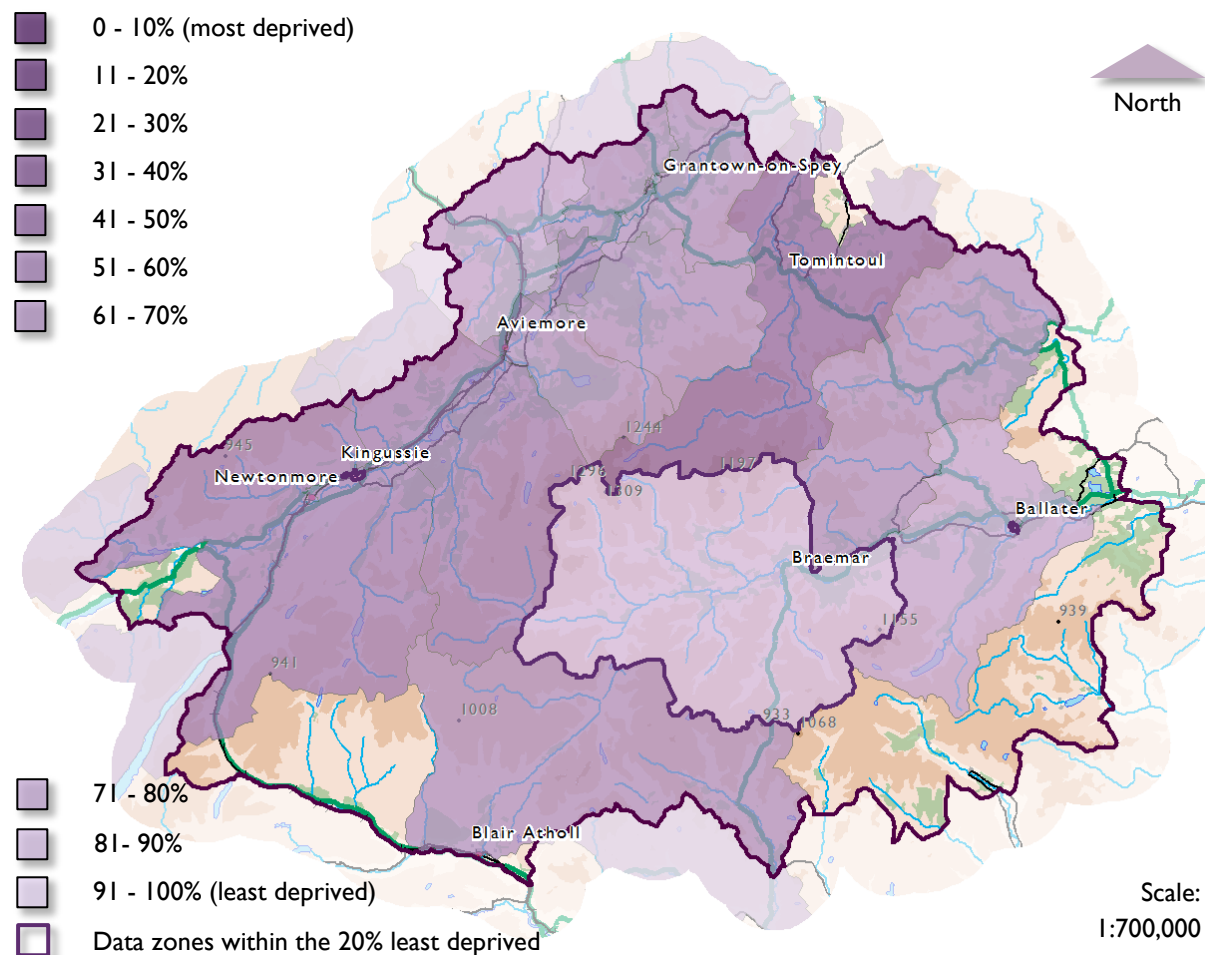 0 - 10% (most deprived)
11 - 20%
21 - 30%
31 - 40%
41 - 50%
51 - 60%
61 - 70%
North
Grantown-on-Spey
Tomintoul
Aviemore
945
Kingussie
Newtonmore
1244
1296
1197
1309
Ballater
Braemar
1155
939
941
1008
933
1068
71 - 80%
81- 90%
91 - 100% (least deprived)
Data zones within the 20% least deprived
Blair Atholl
Scale:
1:700,000